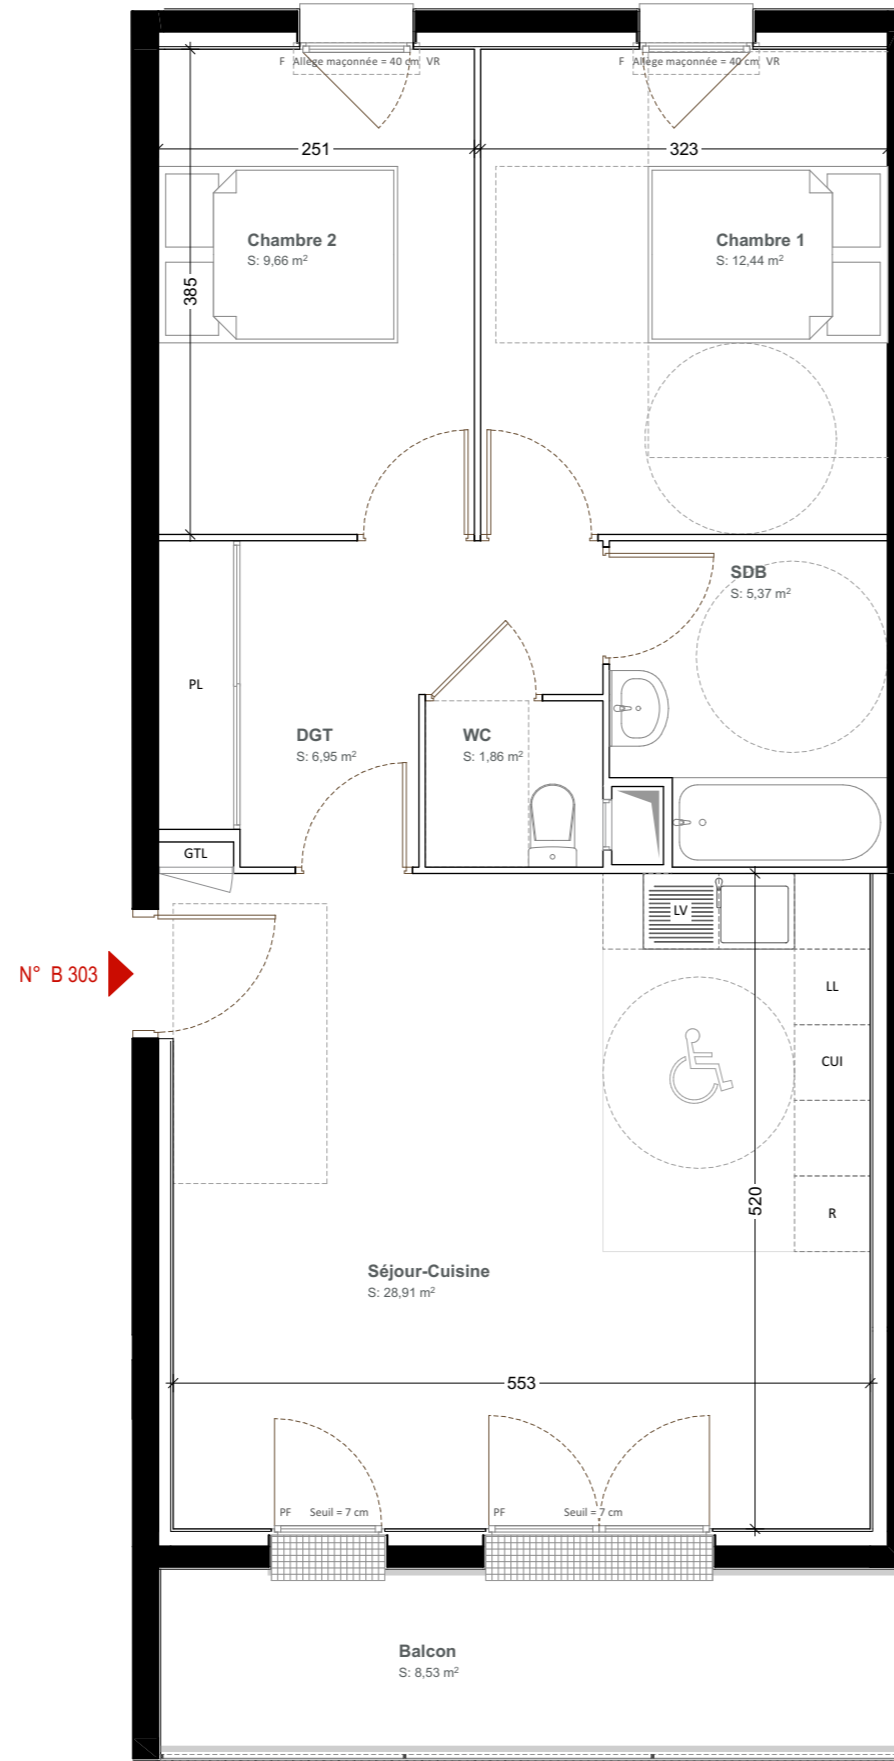 F Allège maçonnée = 40 cm VR
F Allège maçonnée = 40 cm VR
251
323
Chambre 2
S: 9,66 m²
Chambre 1
S: 12,44 m²
385
SDB
S: 5,37 m²
PL
DGT
S: 6,95 m²
WC
S: 1,86 m²
GTL
LV
N° B 303
LL
CUI
520
R
Séjour-Cuisine
S: 28,91 m²
553
PF Seuil = 7 cm
PF Seuil = 7 cm
Balcon
S: 8,53 m²